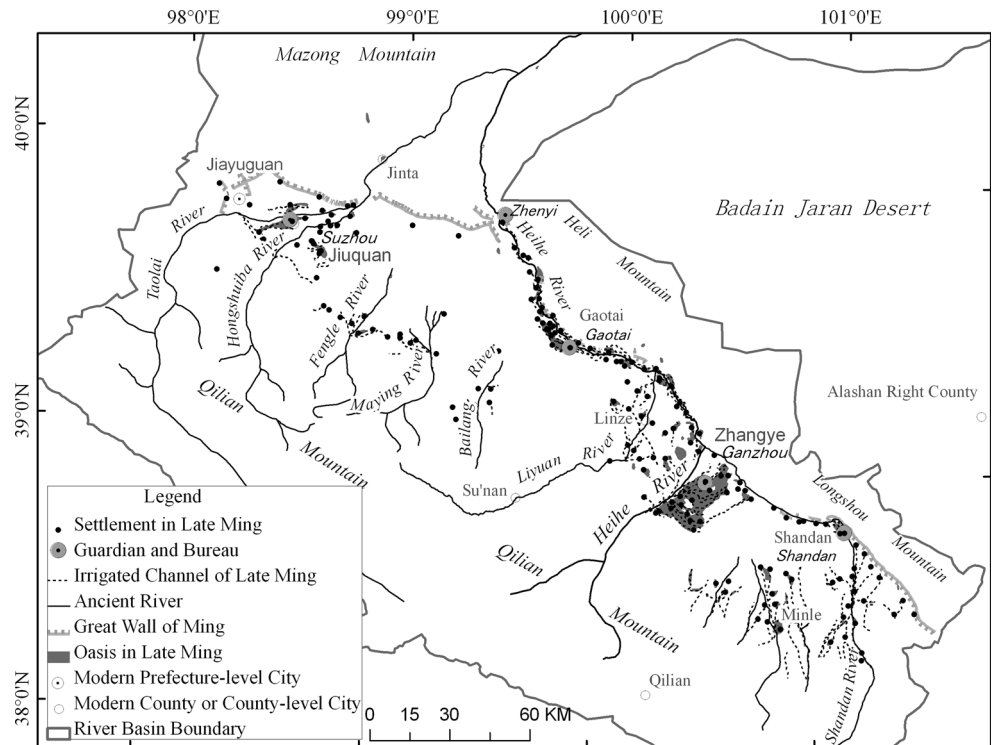 98°0'E 99°0'E 100°0'E 101°0'E
40°0'N
39°0'N
38°0'N
Mazong Mountain
Jiayuguan
Jinta
Zhenyi
Badain Jaran Desert
Heli
Mountain
Taolai
River
Suzhou
Jiuquan
Hongshuiba
River
Heihe
River
Gaotai
Gaotai
Fengle
River
Maying
River
Bailang
River
Qilian
Mountain
Alashan Right County
Linze
Zhangye
Ganzhou
Liyuan
River
Su'nan
Heihe
River
Longshou
Mountain
Shandan
Shandan
Qilian
Mountain
Minle
Qilian
Shandan River
Legend
Settlement in Late Ming
Guardian and Bureau
Irrigated Channel of Late Ming
Ancient River
Great Wall of Ming
Oasis in Late Ming
Modern Prefecture-level City
Modern County or County-level City
River Basin Boundary
0 15 30 60 KM